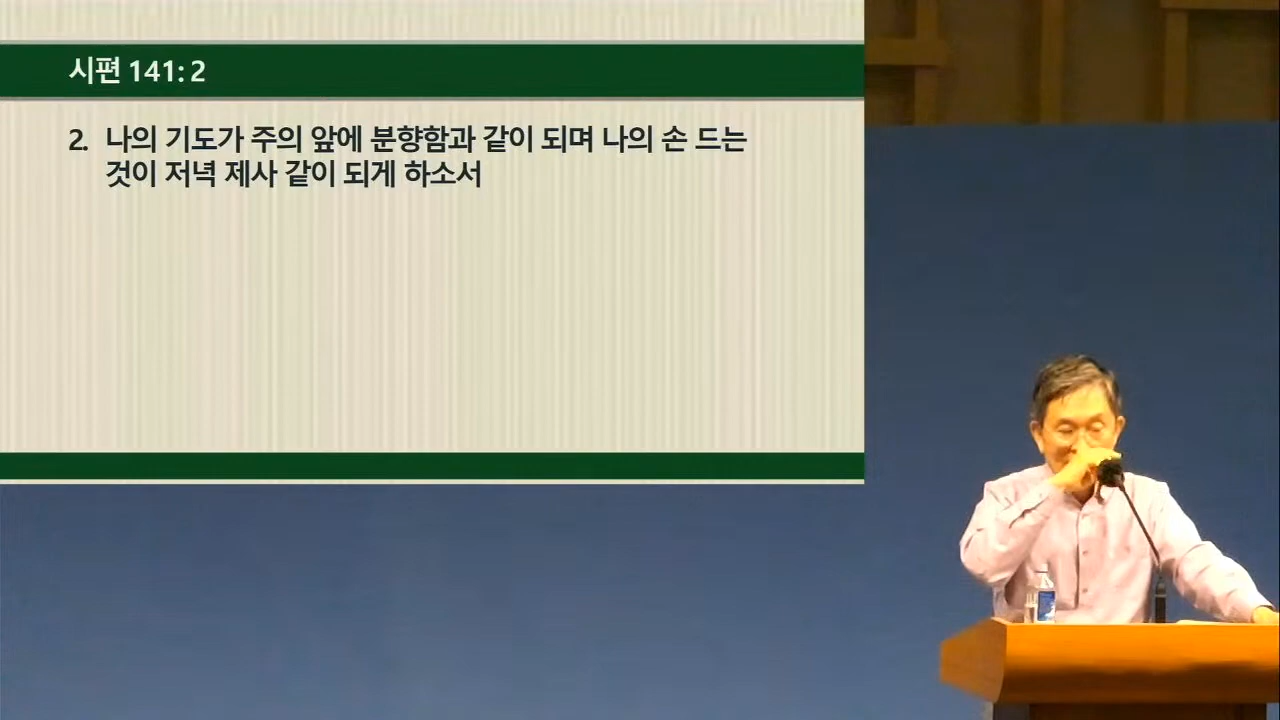 시편 141: 2
2. 나의 기도가 주의 앞에 분향함과 같이 되며 나의 손 드는
것이 저녁 제사 같이 되게 하소서